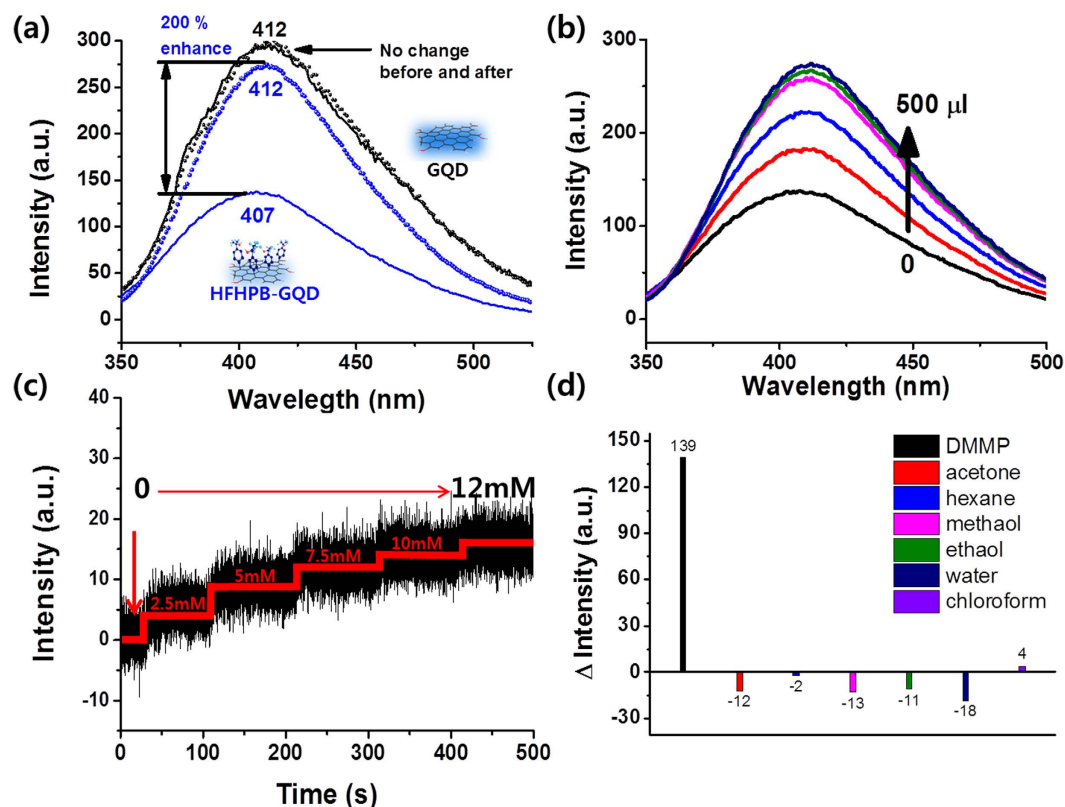 (a)
200 %
enhance
412
No change
before and after
412
407
GQD
HFHPB-GQD
Intensity (a.u.)
300
250
200
150
100
50
0
350
400
450
500
Wavelegth (nm)
(b)
500 µl
0
Intensity (a.u.)
300
200
100
0
350
400
450
500
Wavelength (nm)
(c)
0
12mM
2.5mM
5mM
7.5mM
10mM
Intensity (a.u.)
40
30
20
10
0
-10
0
100
200
300
400
500
Time (s)
(d)
Δ Intensity (a.u.)
150
120
90
60
30
0
-30
139
-12
-2
-13
-11
-18
4
DMMP
acetone
hexane
methaol
ethaol
water
chloroform